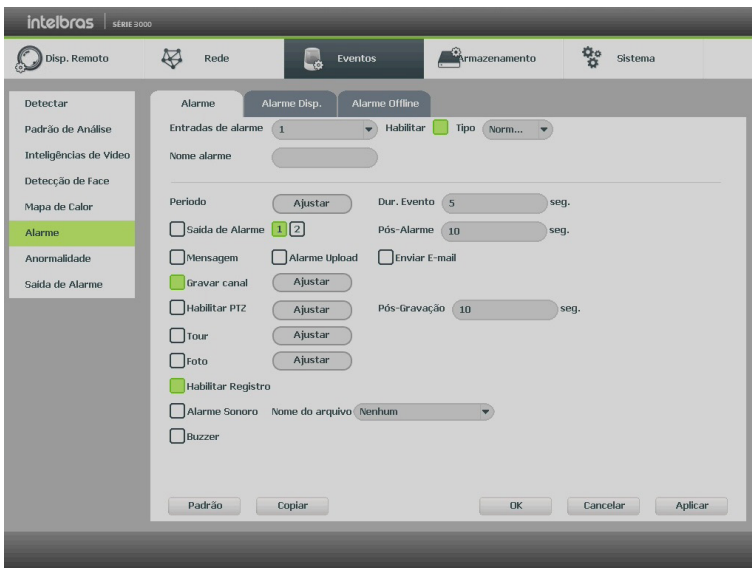 intelbras SÉRIE 3000
Disp. Remoto Rede Eventos Armazenamento Sistema
Detectar
Padrão de Análise
Inteligências de Video
Detecção de Face
Mapa de Calor
Alarme
Anormalidade
Saída de Alarme
Alarme Alarme Disp. Alarme Offline
Entradas de alarme 1 Habilitar Tipo Norm...
Nome alarme
Período Ajustar Dur. Evento 5 seg.
Saída de Alarme 1 2 Pós-Alarme 10 seg.
Mensagem Alarme Upload Enviar E-mail
Gravar canal Ajustar
Habilitar PTZ Ajustar Pós-Gravação 10 seg.
Tour Ajustar
Foto Ajustar
Habilitar Registro
Alarme Sonoro Nome do arquivo Nenhum
Buzzer
Padrão Copiar OK Cancelar Aplicar